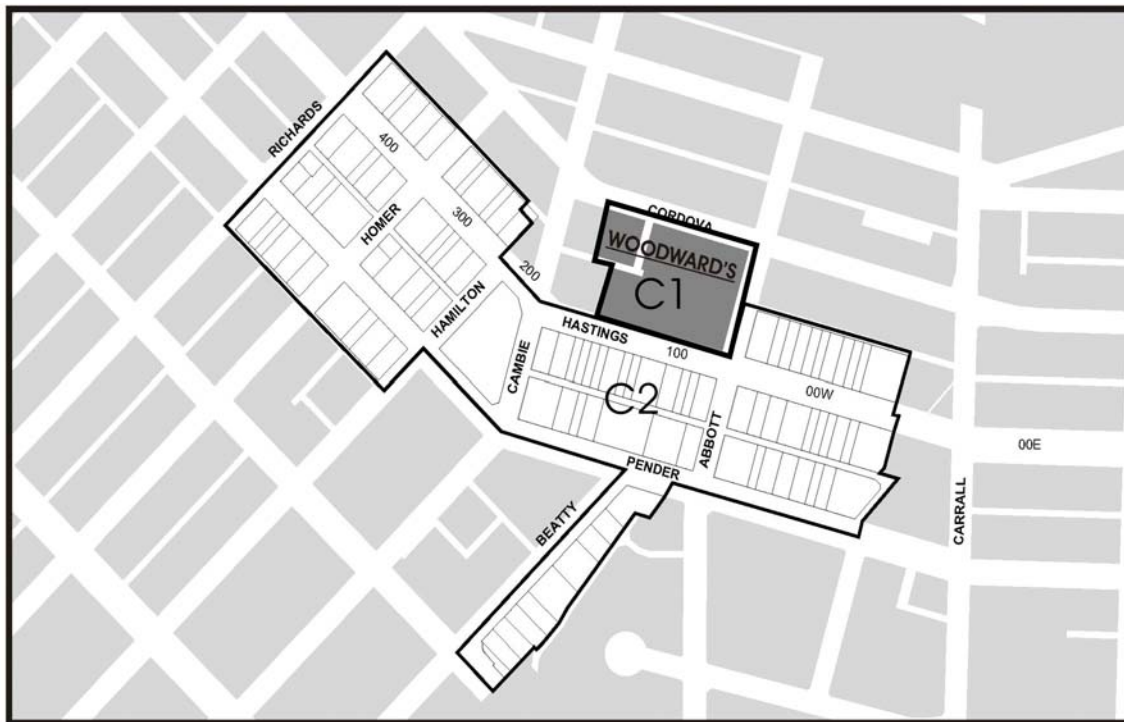 RICHARDS
400
HOMER
300
200
HAMILTON
CORDOVA
WOODWARD'S
C1
HASTINGS
100
CAMBIE
C2
00W
ABBOTT
00E
PENDER
BEATTY
CARRALL